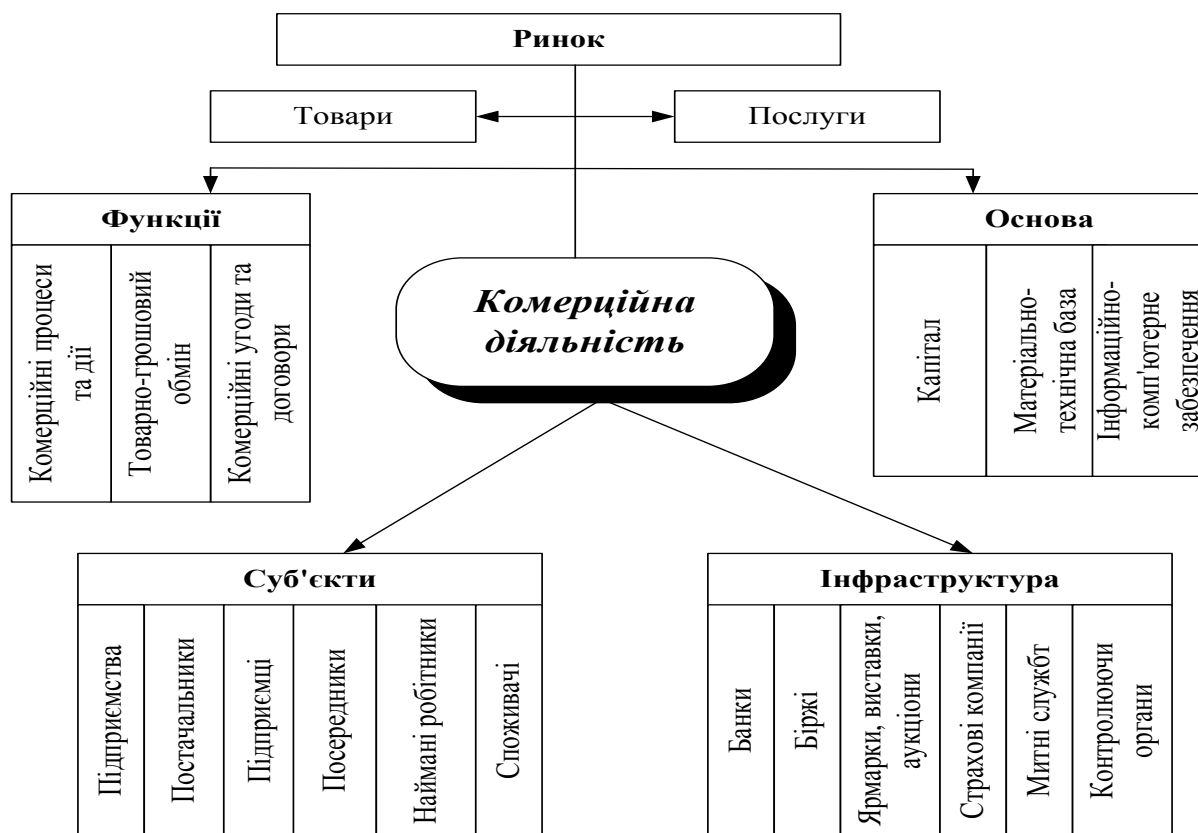 Ринок
Товари
Послуги
Функції
Комерційні процеси
та дії
Товарно-грошовий
обмін
Комерційні угоди та
договори
Основа
Капітал
Матеріально-
технічна база
Інформаційно-
комп'ютерне
забезпечення
Комерційна
діяльність
Суб'єкти
Підприємства
Постачальники
Підприємці
Посередники
Наймані робітники
Споживачі
Інфраструктура
Банки
Біржі
Ярмарки, виставки,
аукціони
Страхові компанії
Митні службт
Контролюючи
органи